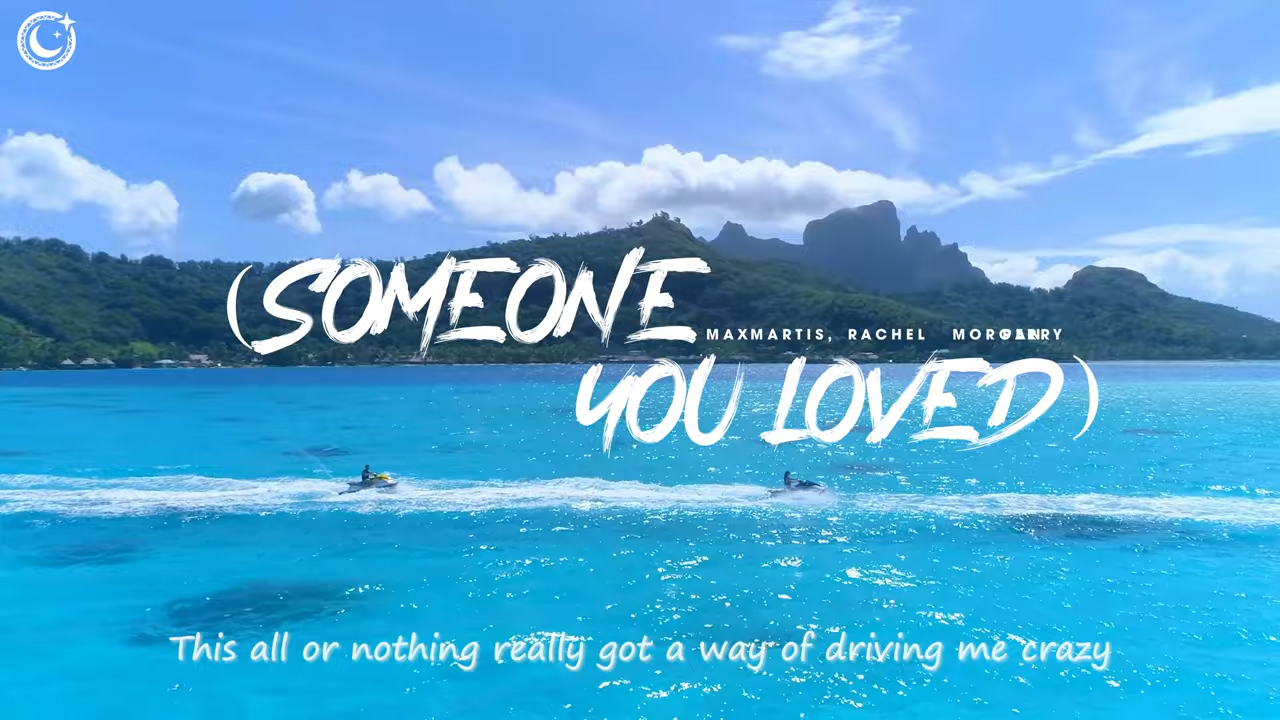 (SOMEONE
MAXMARTIS, RACHEL
YOU LOVED)
This all or nothing really got a way of driving me crazy